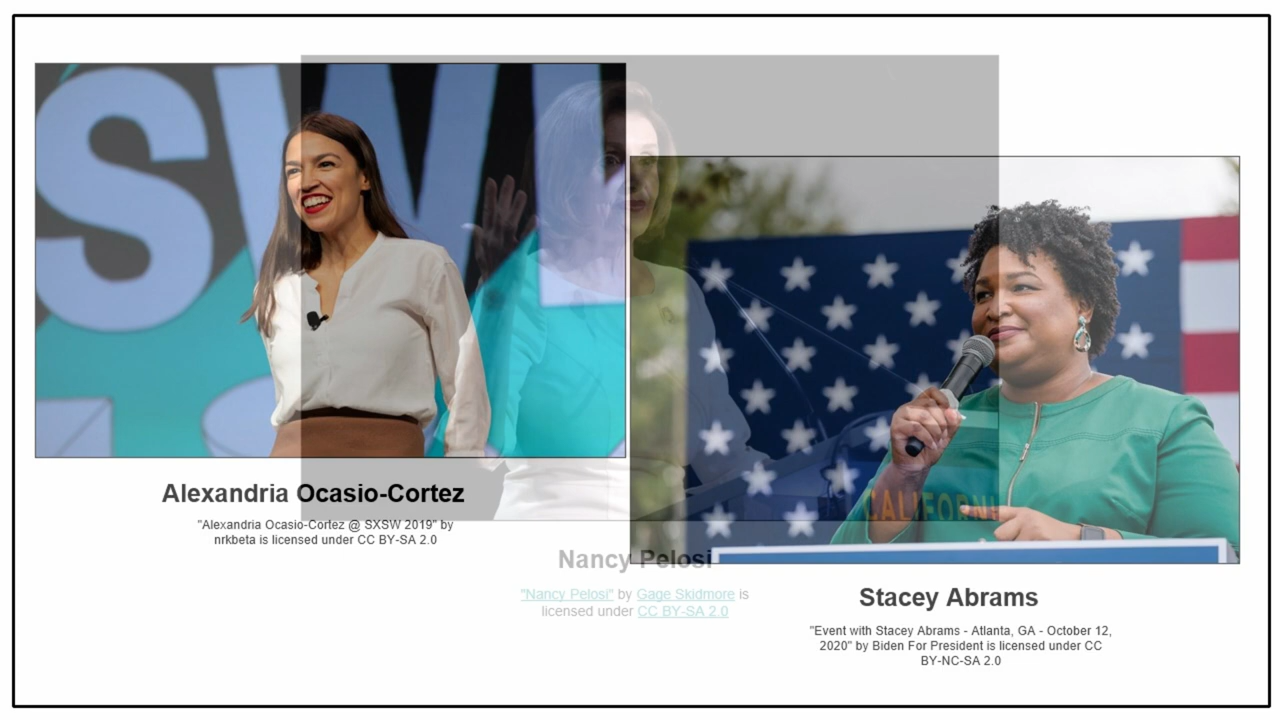 SW
Alexandria Ocasio-Cortez
"Alexandria Ocasio-Cortez @ SXSW 2019" by
nrkbeta is licensed under CC BY-SA 2.0
CALIFORNIA
Nancy Pelosi
"Nancy Pelosi" by Gage Skidmore is
licensed under CC BY-SA 2.0
Stacey Abrams
"Event with Stacey Abrams - Atlanta, GA - October 12,
2020" by Biden For President is licensed under CC
BY-NC-SA 2.0